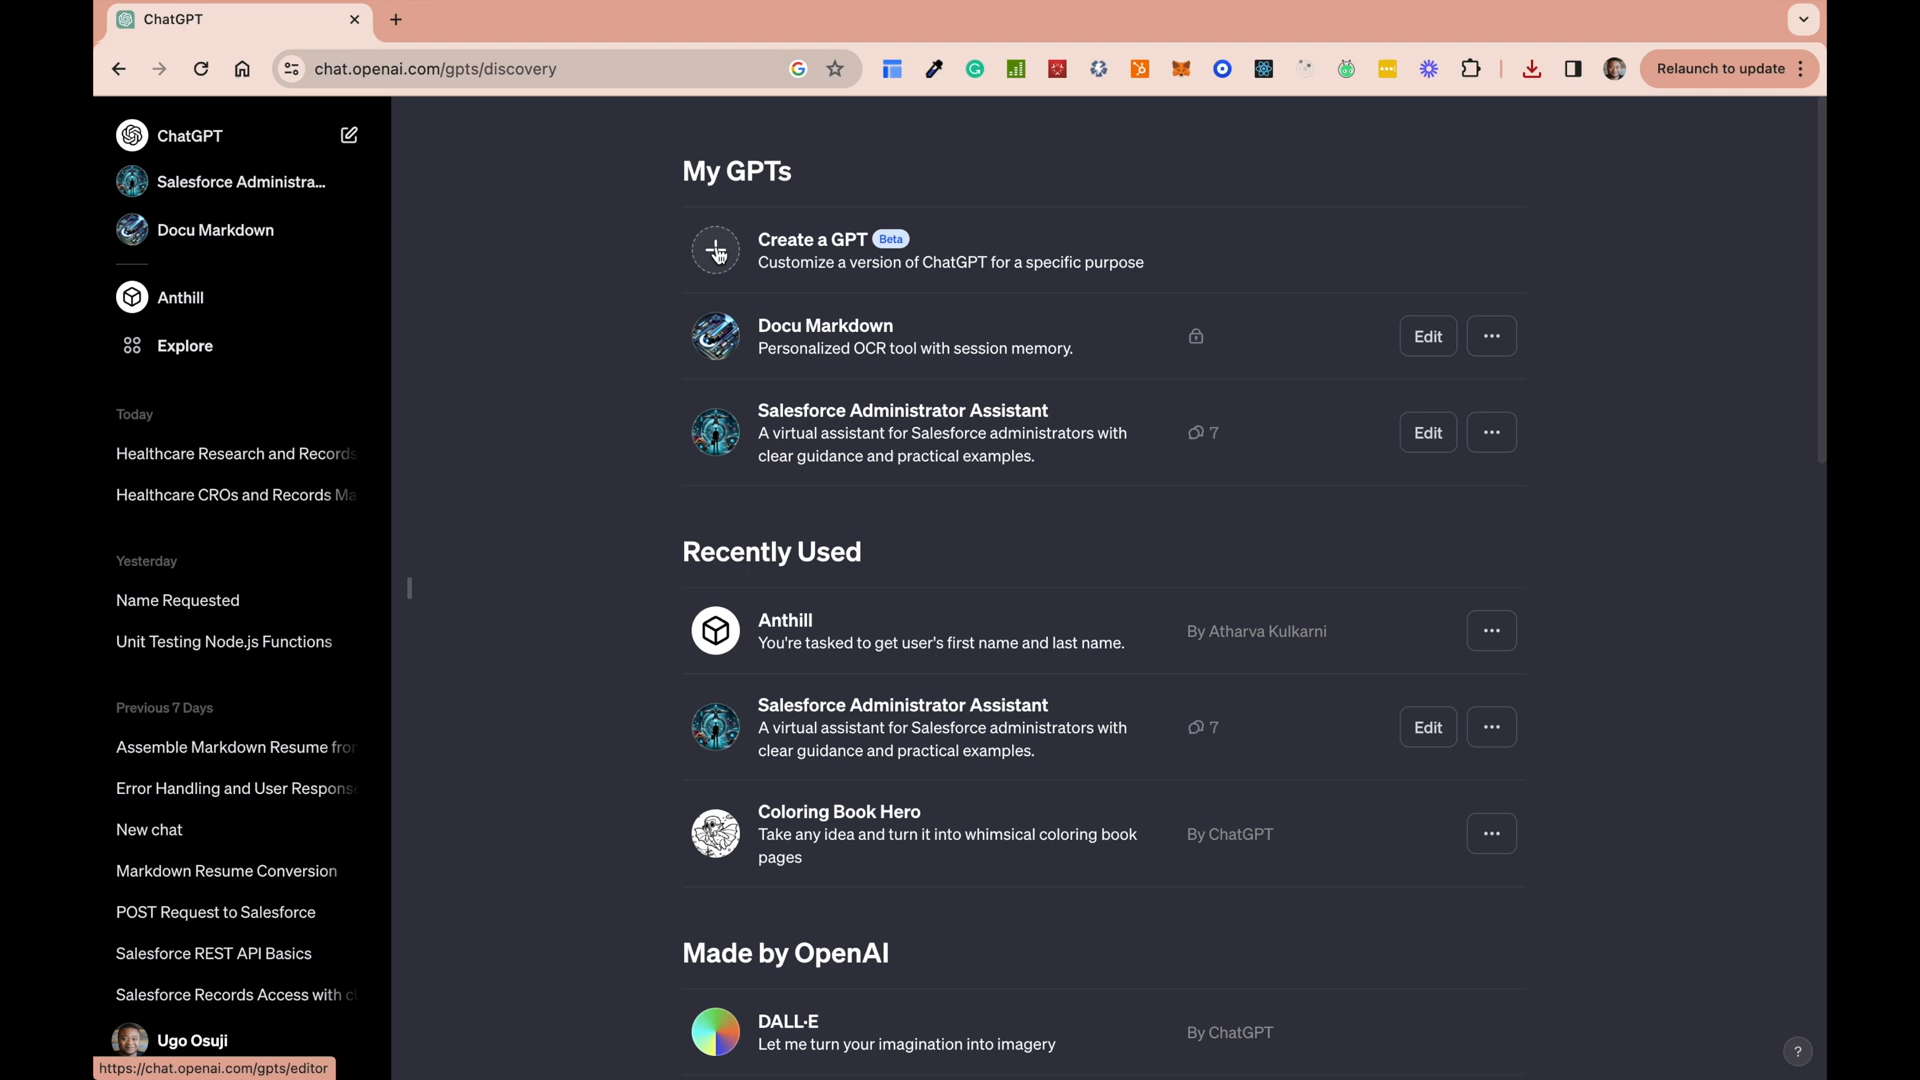 ChatGPT
chat.openai.com/gpts/discovery
Relaunch to update
ChatGPT
Salesforce Administra...
Docu Markdown
Anthill
Explore
Today
Healthcare Research and Records
Healthcare CROs and Records Ma
Yesterday
Name Requested
Unit Testing Node.js Functions
Previous 7 Days
Assemble Markdown Resume from
Error Handling and User Response
New chat
Markdown Resume Conversion
POST Request to Salesforce
Salesforce REST API Basics
Salesforce Records Access with c
Ugo Osuji
https://chat.openai.com/gpts/editor
My GPTs
Create a GPT Beta
Customize a version of ChatGPT for a specific purpose
Docu Markdown
Personalized OCR tool with session memory.
Edit
Salesforce Administrator Assistant
A virtual assistant for Salesforce administrators with
clear guidance and practical examples.
7
Edit
Recently Used
Anthill
You're tasked to get user's first name and last name.
By Atharva Kulkarni
Salesforce Administrator Assistant
A virtual assistant for Salesforce administrators with
clear guidance and practical examples.
7
Edit
Coloring Book Hero
Take any idea and turn it into whimsical coloring book
pages
By ChatGPT
Made by OpenAI
DALL·E
Let me turn your imagination into imagery
By ChatGPT
?